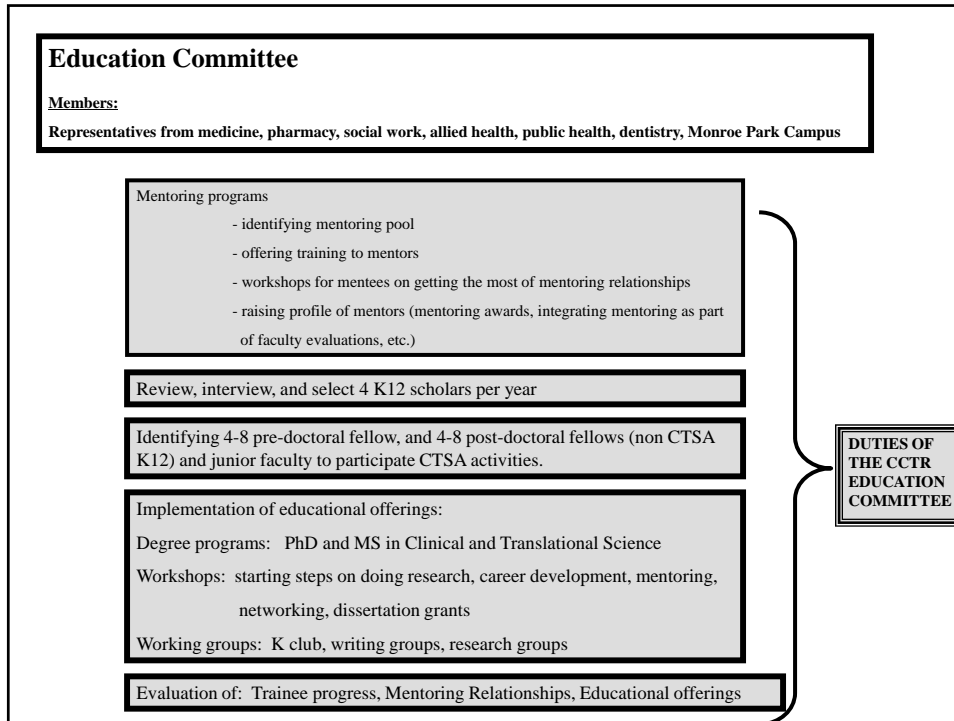 Education Committee
Members:
Representatives from medicine, pharmacy, social work, allied health, public health, dentistry, Monroe Park Campus
Mentoring programs
- identifying mentoring pool
- offering training to mentors
- workshops for mentees on getting the most of mentoring relationships
- raising profile of mentors (mentoring awards, integrating mentoring as part
of faculty evaluations, etc.)
Review, interview, and select 4 K12 scholars per year
Identifying 4-8 pre-doctoral fellow, and 4-8 post-doctoral fellows (non CTSA
K12) and junior faculty to participate CTSA activities.
Implementation of educational offerings:
Degree programs: PhD and MS in Clinical and Translational Science
Workshops: starting steps on doing research, career development, mentoring,
networking, dissertation grants
Working groups: K club, writing groups, research groups
Evaluation of: Trainee progress, Mentoring Relationships, Educational offerings
DUTIES OF
THE CCTR
EDUCATION
COMMITTEE